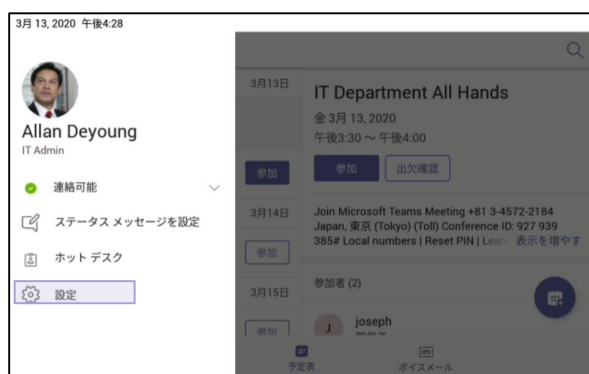 3月 13, 2020 午後4:28
Allan Deyoung
IT Admin
連絡可能
ステータス メッセージを設定
ホット デスク
設定
3月13日
参加
3月14日
参加
3月15日
参加
IT Department All Hands
金 3月 13, 2020
午後3:30 ～ 午後4:00
参加
出欠確認
Join Microsoft Teams Meeting +81 3-4572-2184
Japan, 東京 (Tokyo) (Toll) Conference ID: 927 939
385# Local numbers | Reset PIN | Learn 表示を増やす
参加者 (2)
J
joseph
予定表
ボイスメール